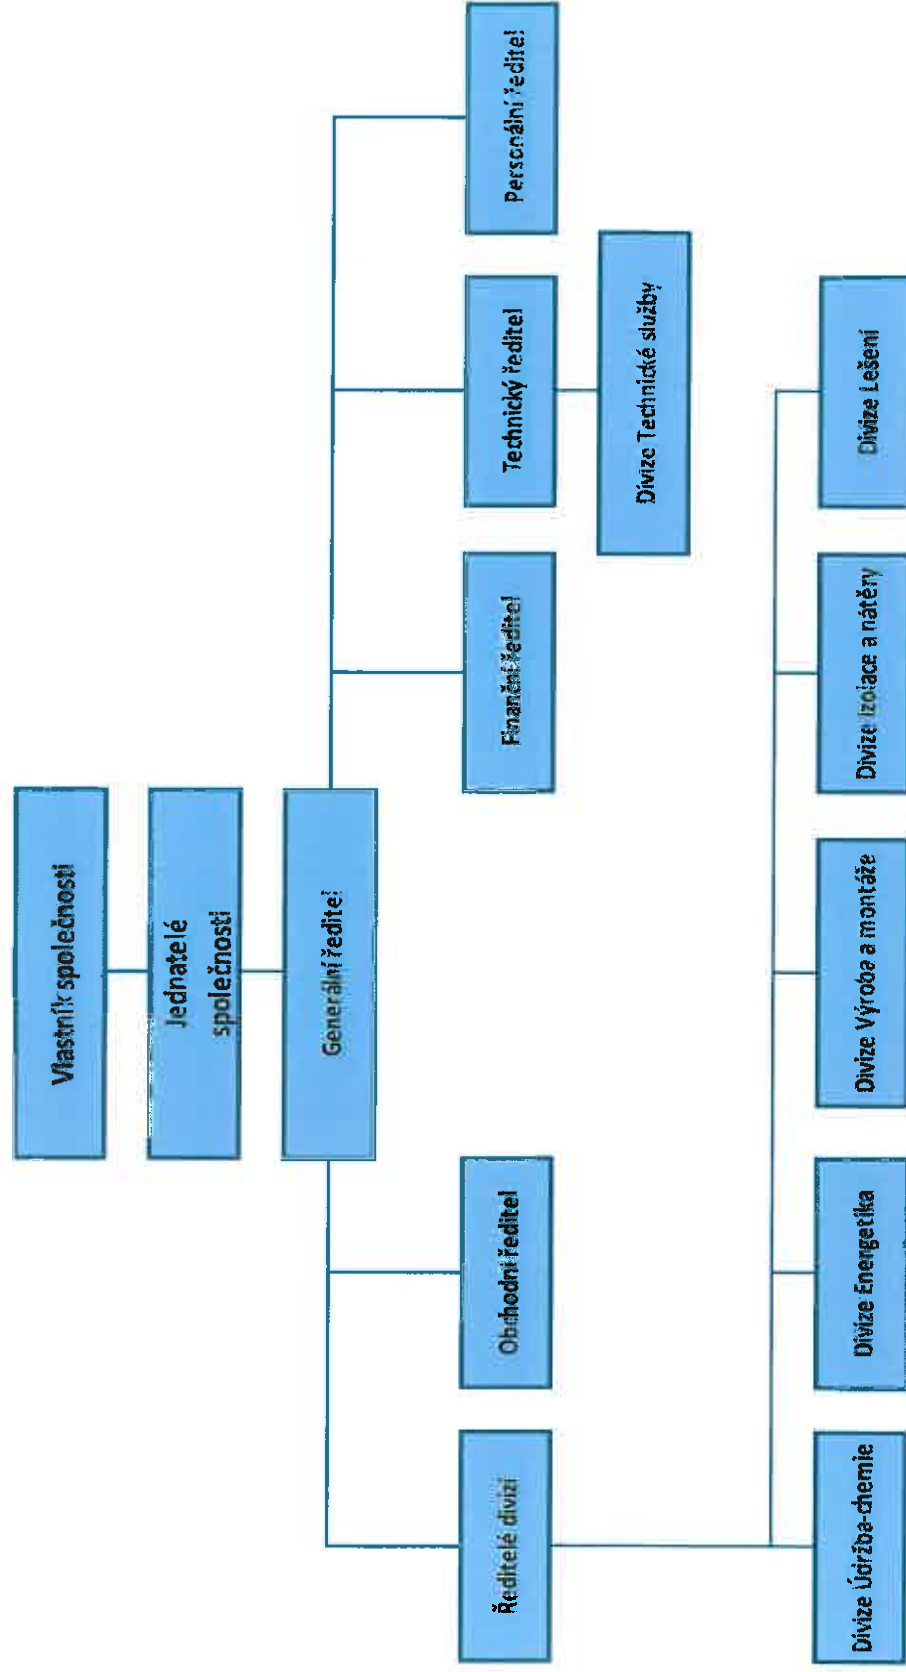 Vlastník společnosti
Jednatelé
společnosti
Generální ředitel
Ředitelé divizí
Obchodní ředitel
Finanční ředitel
Technický ředitel
Personální ředitel
Divize Technické služby
Divize Údržba-chemie
Divize Energetika
Divize Výroba a montáže
Divize Izolace a nátěry
Divize Lešení